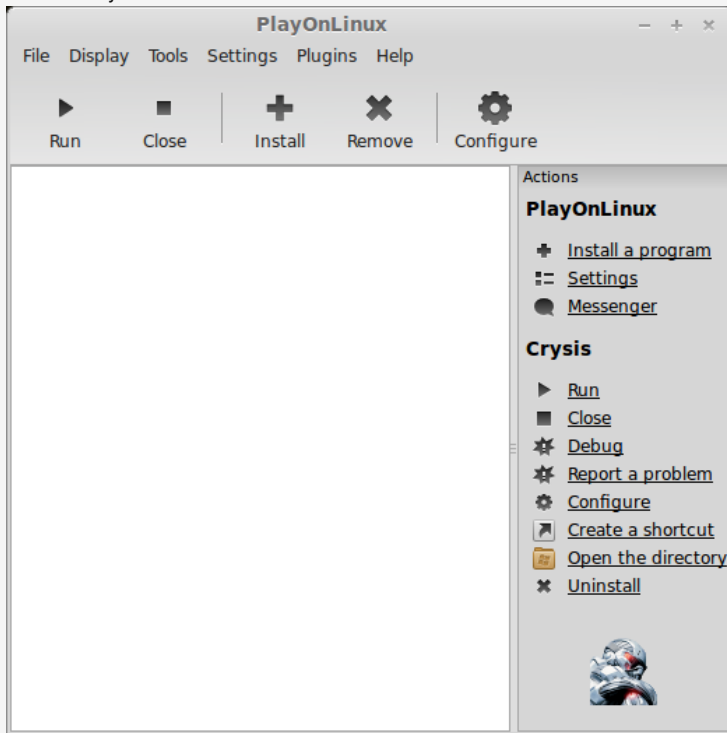 PlayOnLinux
File Display Tools Settings Plugins Help
Run Close Install Remove Configure
Actions
PlayOnLinux
Install a program
Settings
Messenger
Crysis
Run
Close
Debug
Report a problem
Configure
Create a shortcut
Open the directory
Uninstall